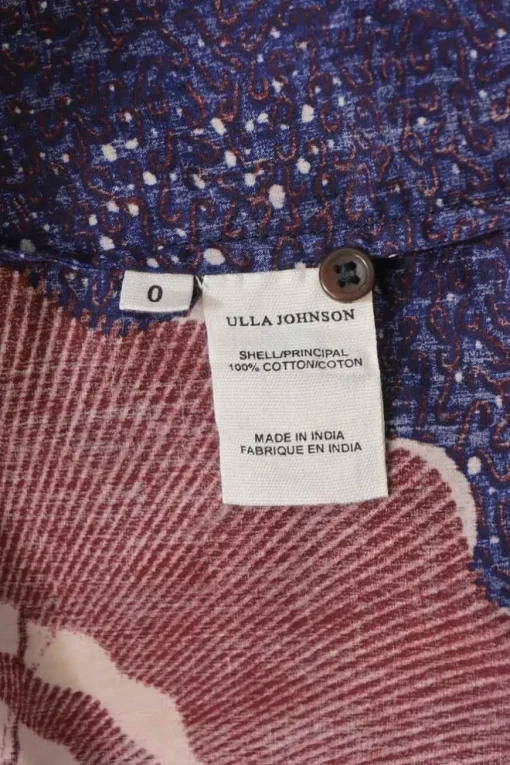 0
ULLA JOHNSON
SHELL/PRINCIPAL
100% COTTON/COTON
MADE IN INDIA
FABRIQUE EN INDIA